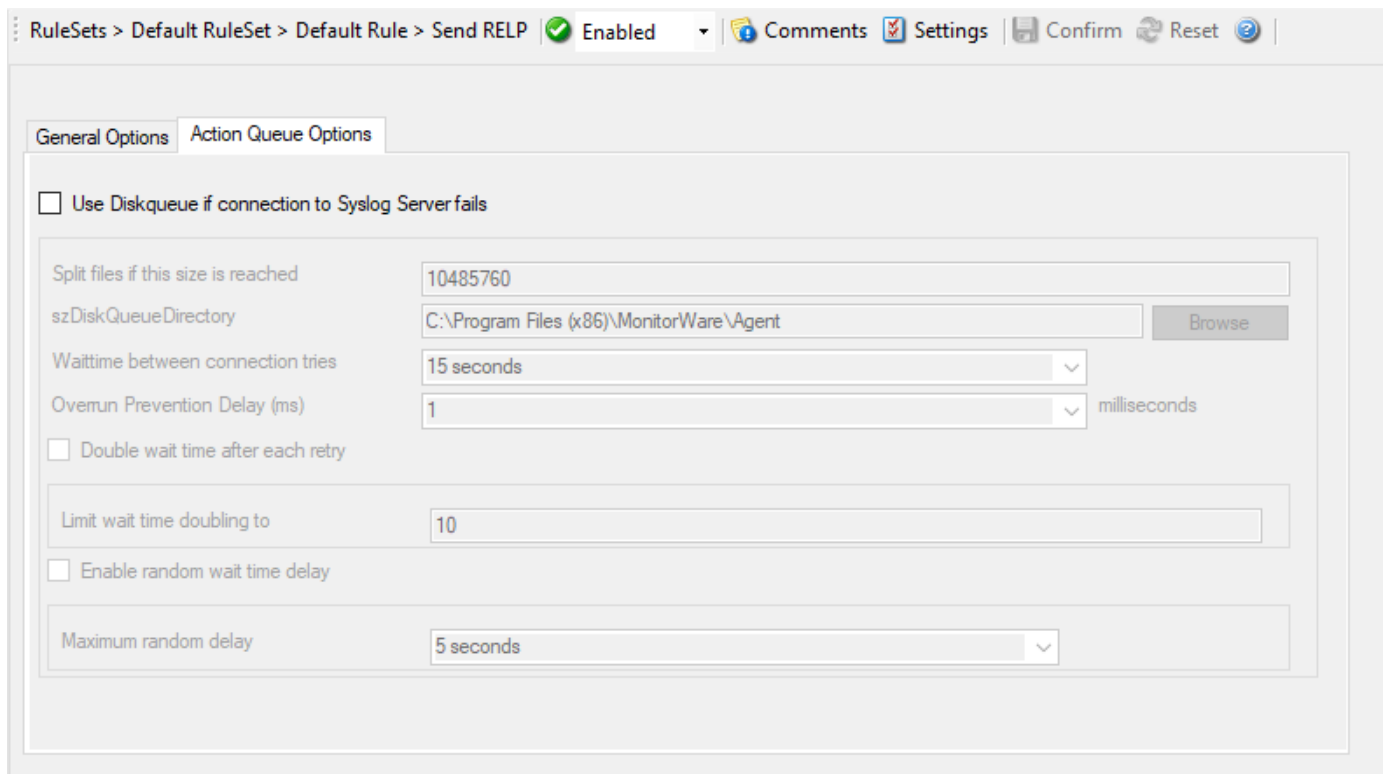 RuleSets > Default RuleSet > Default Rule > Send RELP Enabled Comments Settings Confirm Reset
General Options Action Queue Options
Use Diskqueue if connection to Syslog Server fails
Split files if this size is reached 10485760
szDiskQueueDirectory C:\Program Files (x86)\MonitorWare\Agent Browse
Waittime between connection tries 15 seconds
Overrun Prevention Delay (ms) 1 milliseconds
Double wait time after each retry
Limit wait time doubling to 10
Enable random wait time delay
Maximum random delay 5 seconds